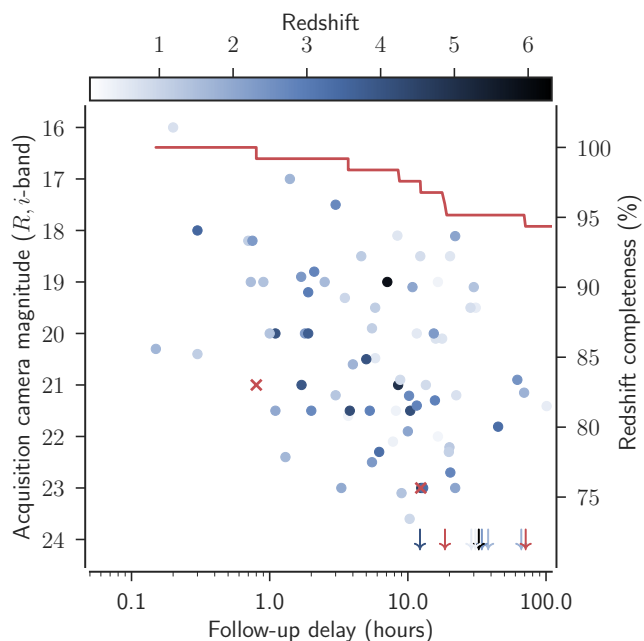 Redshift
1 2 3 4 5 6
16
17
18
19
20
21
22
23
24
Acquisition camera magnitude (R, i-band)
100
95
90
85
80
75
Redshift completeness (%)
0.1 1.0 10.0 100.0
Follow-up delay (hours)